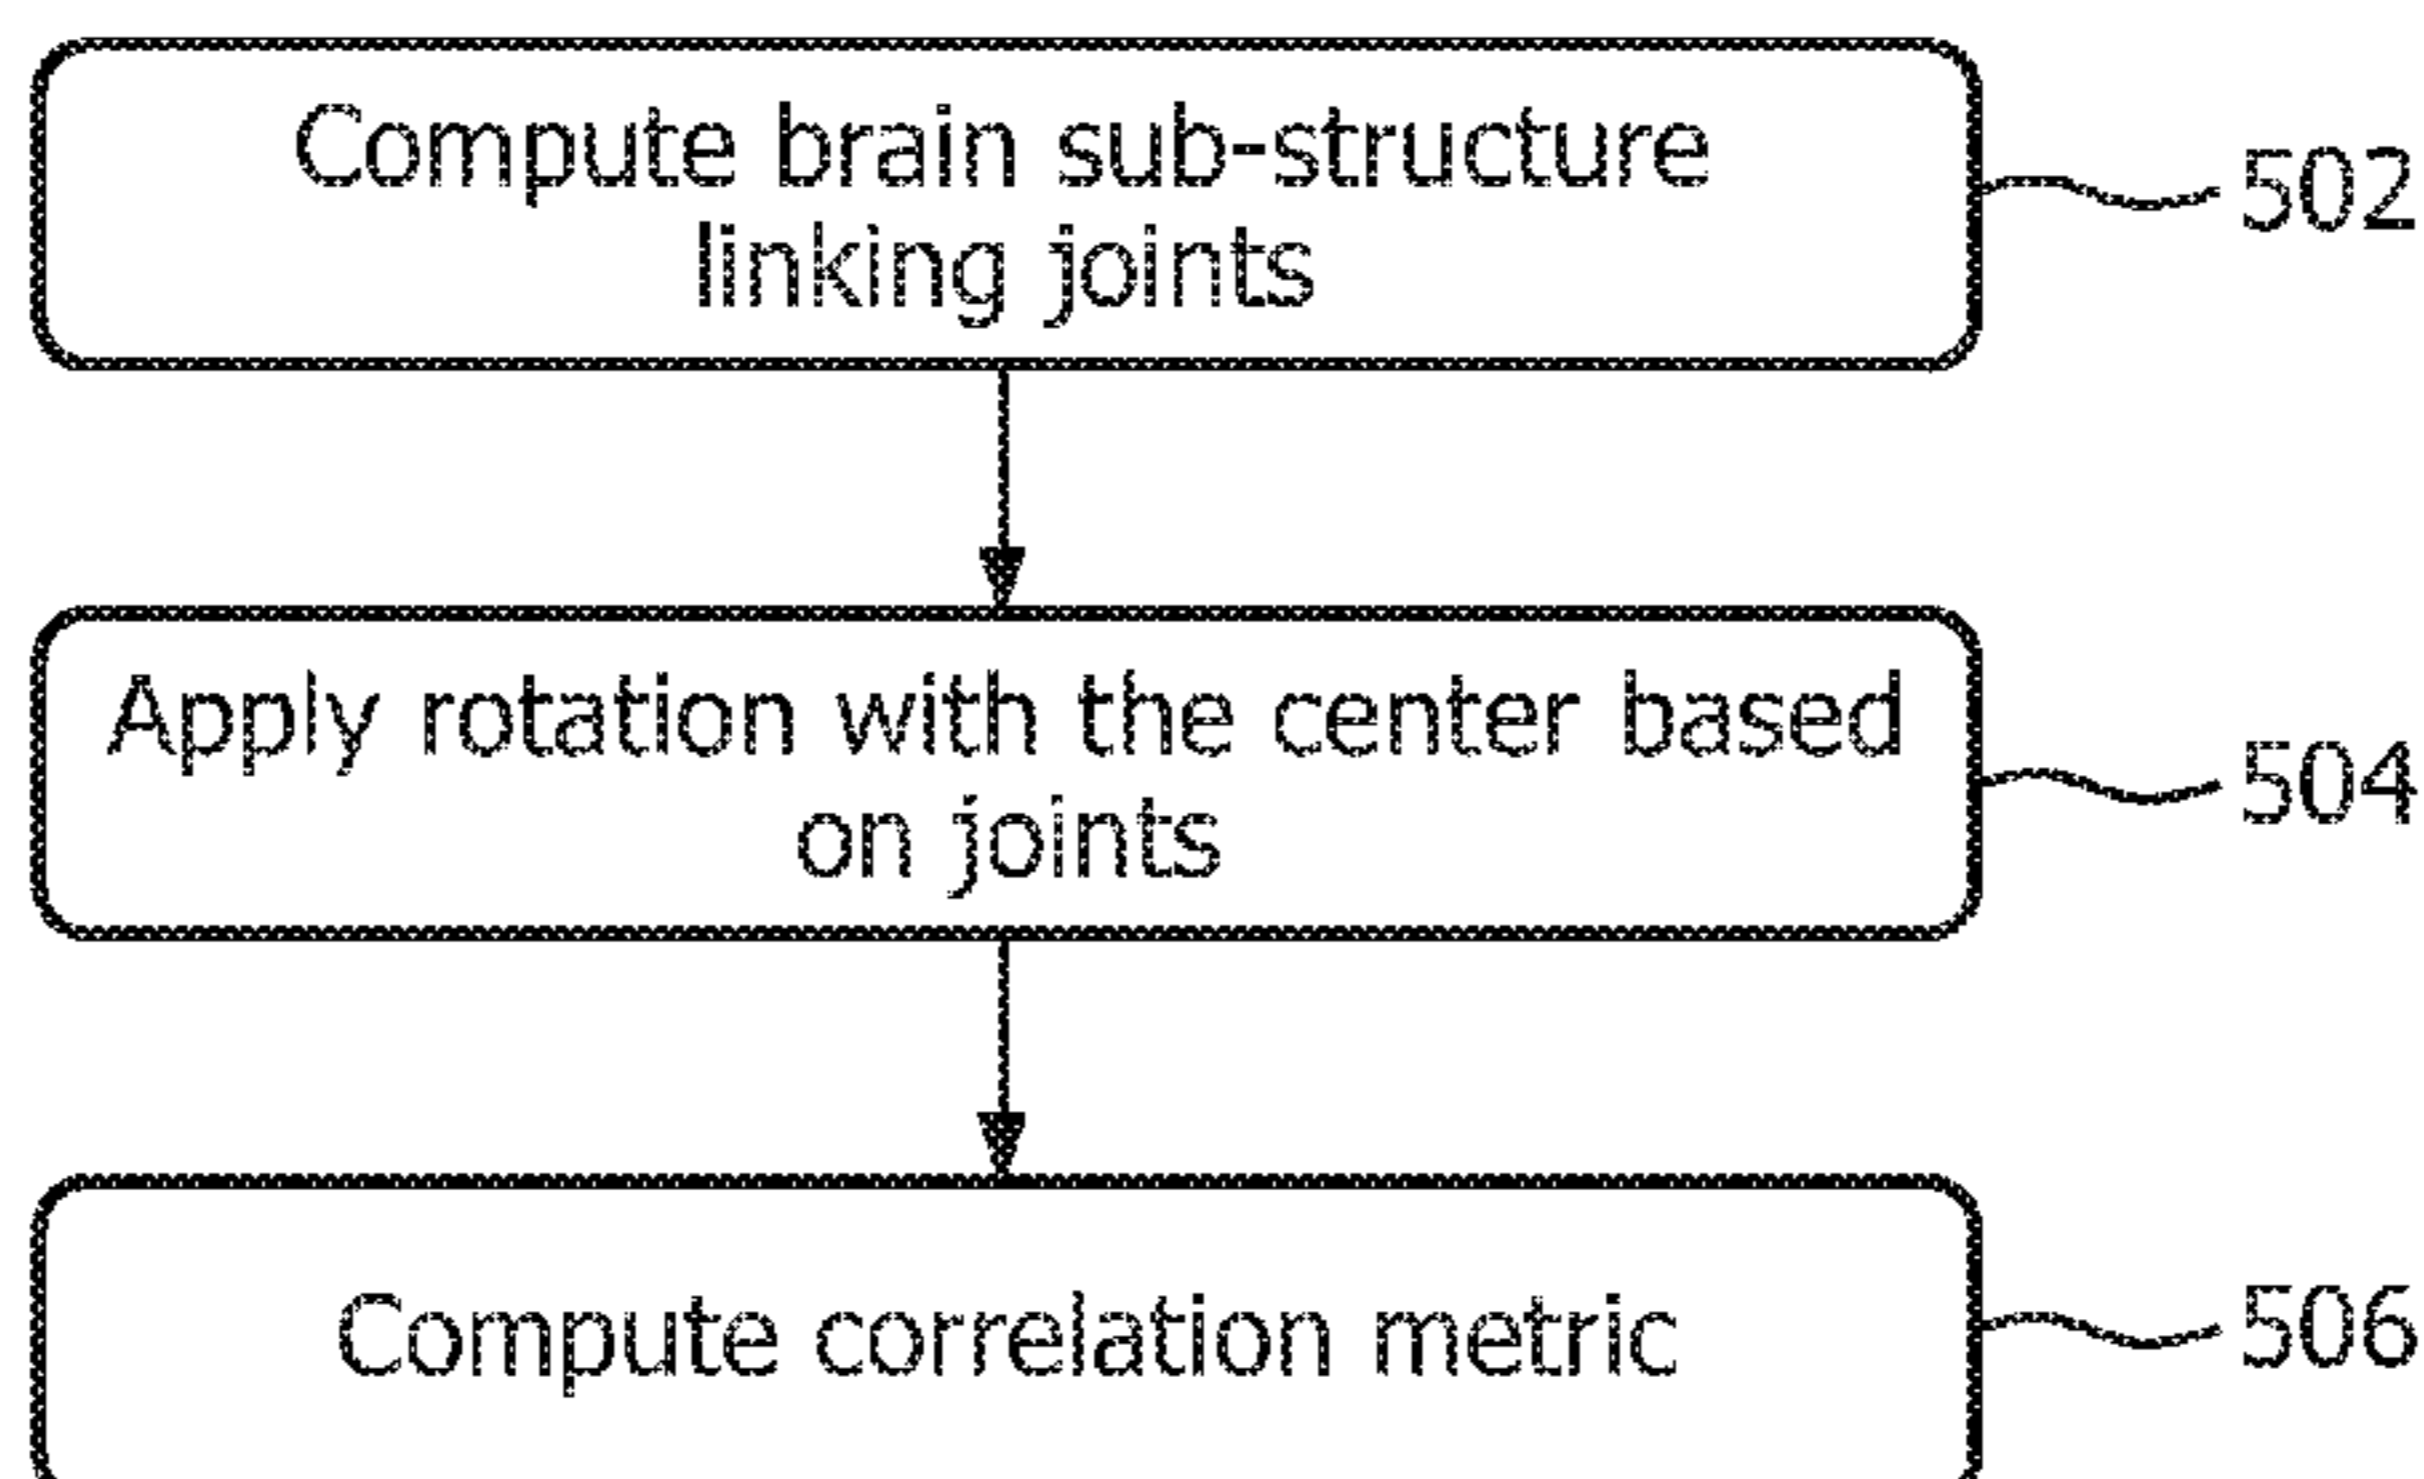 Compute brain sub-structure
linking joints
502
Apply rotation with the center based
on joints
504
Compute correlation metric
506